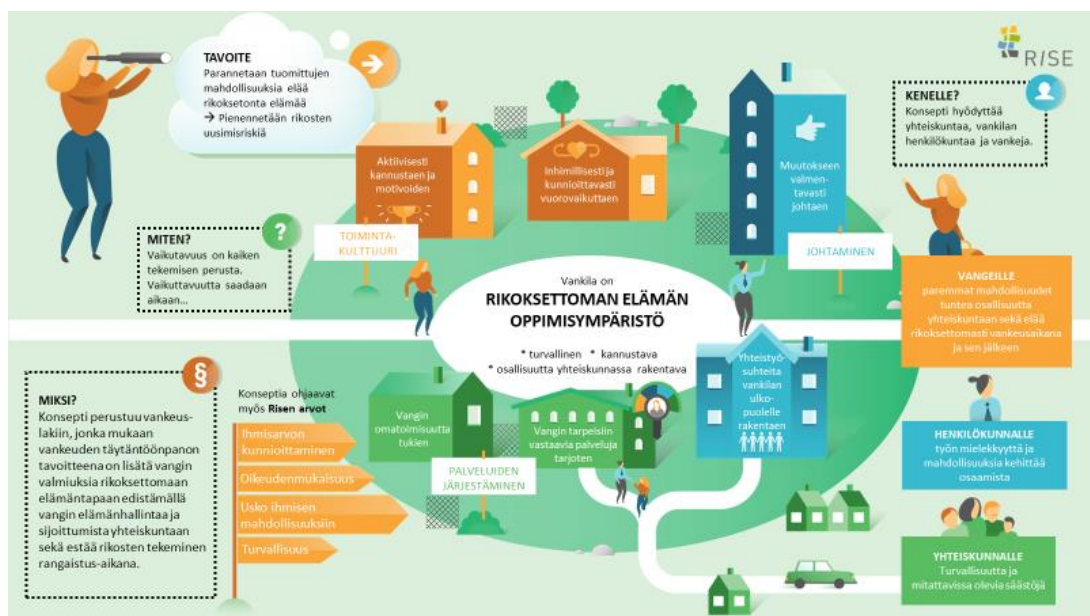 RISE
TAVOITE
Parannetaan tuomittujen
mahdollisuuksia elää
rikoksetonta elämää
→ Pienennetään rikosten
uusimisriskiä
KENELLE?
Konsepti hyödyttää
yhteiskuntaa, vankilan
henkilökuntaa ja vankeja.
Aktiivisesti
kannustaen ja
motivoiden
Inhimillisesti ja
kunnioittavasti
vuorovaikuttaen
Muutokseen
valmen-
tavasti
johtaen
TOIMINTA-
KULTTUURI
JOHTAMINEN
MITEN?
?
Vaikutavuus on kaiken
tekemisen perusta.
Vaikuttavuutta saadaan
aikaan...
Vankila on
RIKOKSETTOMAN ELÄMÄN
OPPIMISYMPÄRISTÖ
* turvallinen * kannustava
* osallisuutta yhteiskunnassa rakentava
VANGEILLE
paremmat mahdollisuudet
tuntea osallisuutta
yhteiskuntaan sekä elää
rikoksettomasti vankeusaikana
ja sen jälkeen
§
MIKSI?
Konsepti perustuu vankeus-
lakiin, jonka mukaan
vankeuden täytäntöönpanon
tavoitteena on lisätä vangin
valmiuksia rikoksettomaan
elämäntapaan edistämällä
vangin elämänhallintaa ja
sijoittumista yhteiskuntaan
sekä estää rikosten tekeminen
rangaistus-aikana.
Konseptia ohjaavat
myös Risen arvot
Ihmisarvon
kunnioittaminen
Oikeudenmukaisuus
Usko ihmisen
mahdollisuuksiin
Turvallisuus
Vangin
omatoimisuutta
tukien
Vangin tarpeisiin
vastaavia palveluja
tarjoten
Yhteistyö-
suhteita
vankilan
ulko-
puolelle
rakentaen
PALVELUIDEN
JÄRJESTÄMINEN
HENKILÖKUNNALLE
työn mielekkyyttä ja
mahdollisuuksia kehittää
osaamista
YHTEISKUNNALLE
Turvallisuutta ja
mitattavissa olevia säästöjä